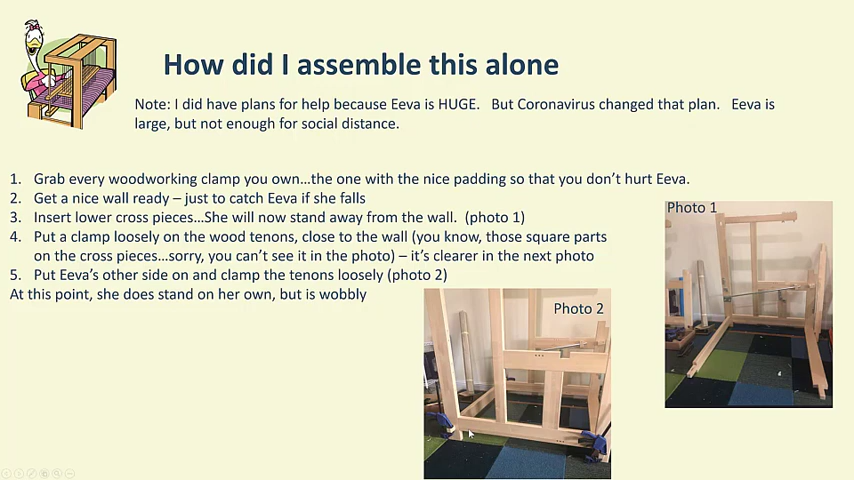 How did I assemble this alone
Note: I did have plans for help because Eeva is HUGE. But Coronavirus changed that plan. Eeva is
large, but not enough for social distance.
1. Grab every woodworking clamp you own…the one with the nice padding so that you don't hurt Eeva.
2. Get a nice wall ready – just to catch Eeva if she falls
3. Insert lower cross pieces…She will now stand away from the wall. (photo 1)
4. Put a clamp loosely on the wood tenons, close to the wall (you know, those square parts
on the cross pieces…sorry, you can't see it in the photo) – it's clearer in the next photo
5. Put Eeva's other side on and clamp the tenons loosely (photo 2)
At this point, she does stand on her own, but is wobbly
Photo 1
Photo 2